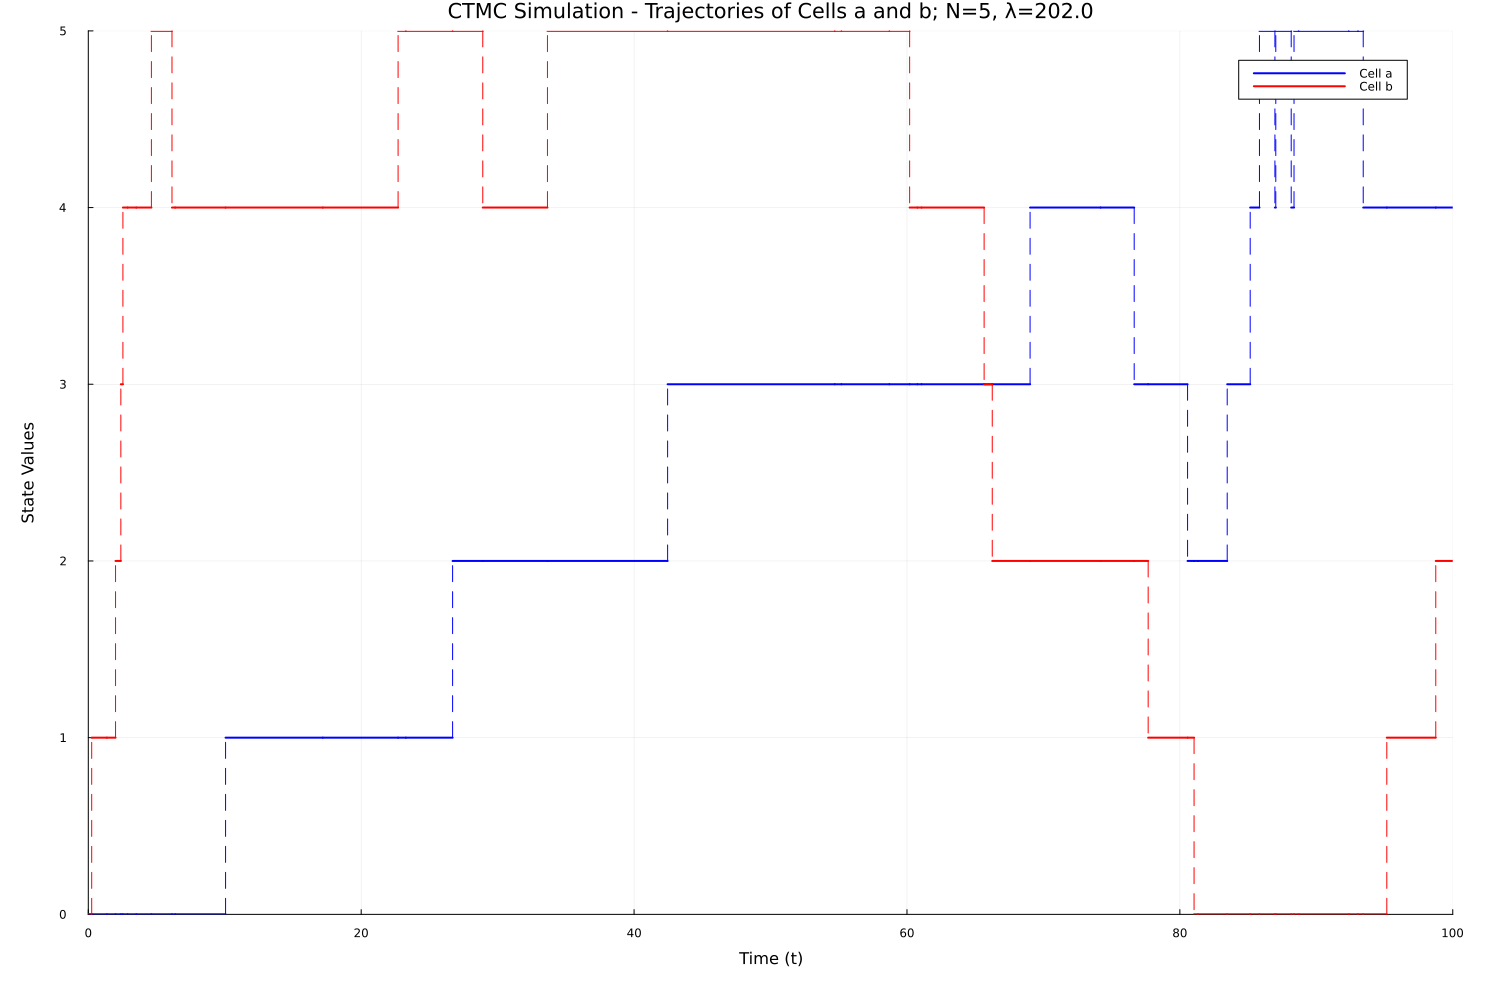 CTMC Simulation - Trajectories of Cells a and b; N=5, λ=202.0
5
Cell a
Cell b
4
3
State Values
2
1
0
0 20 40 60 80 100
Time (t)